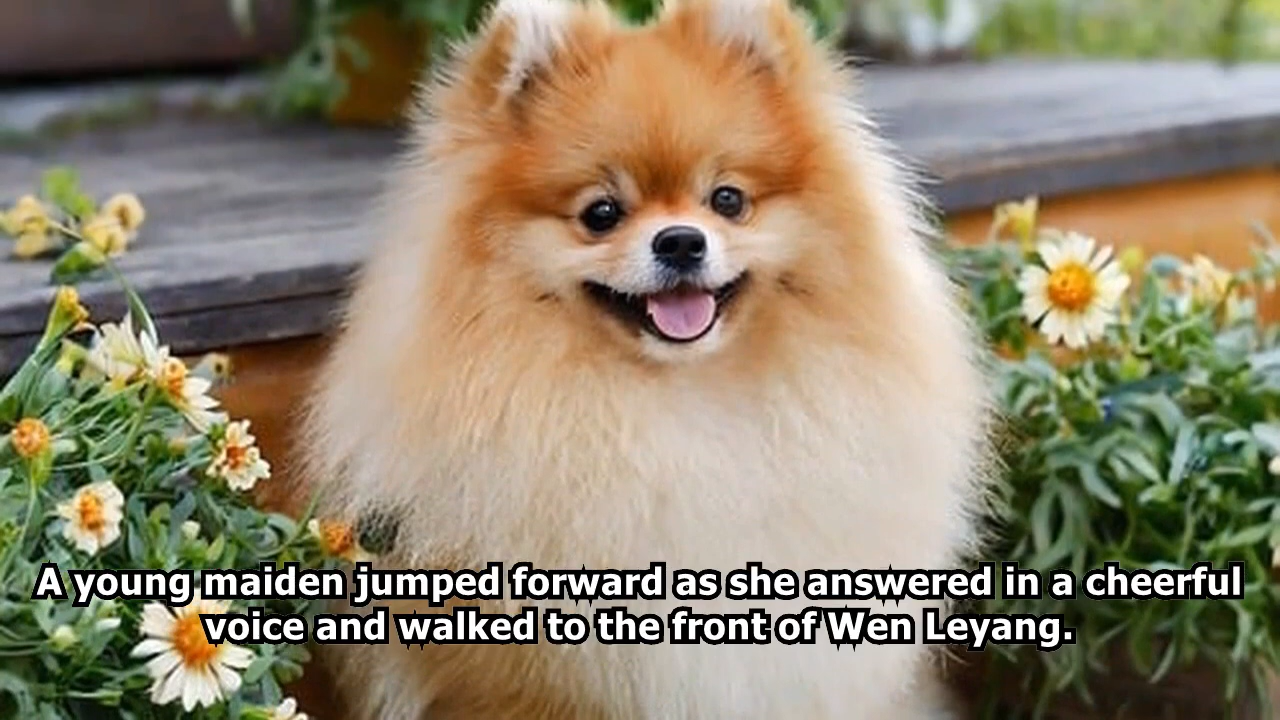 A young maiden jumped forward as she answered in a cheerful
voice and walked to the front of Wen Leyang.